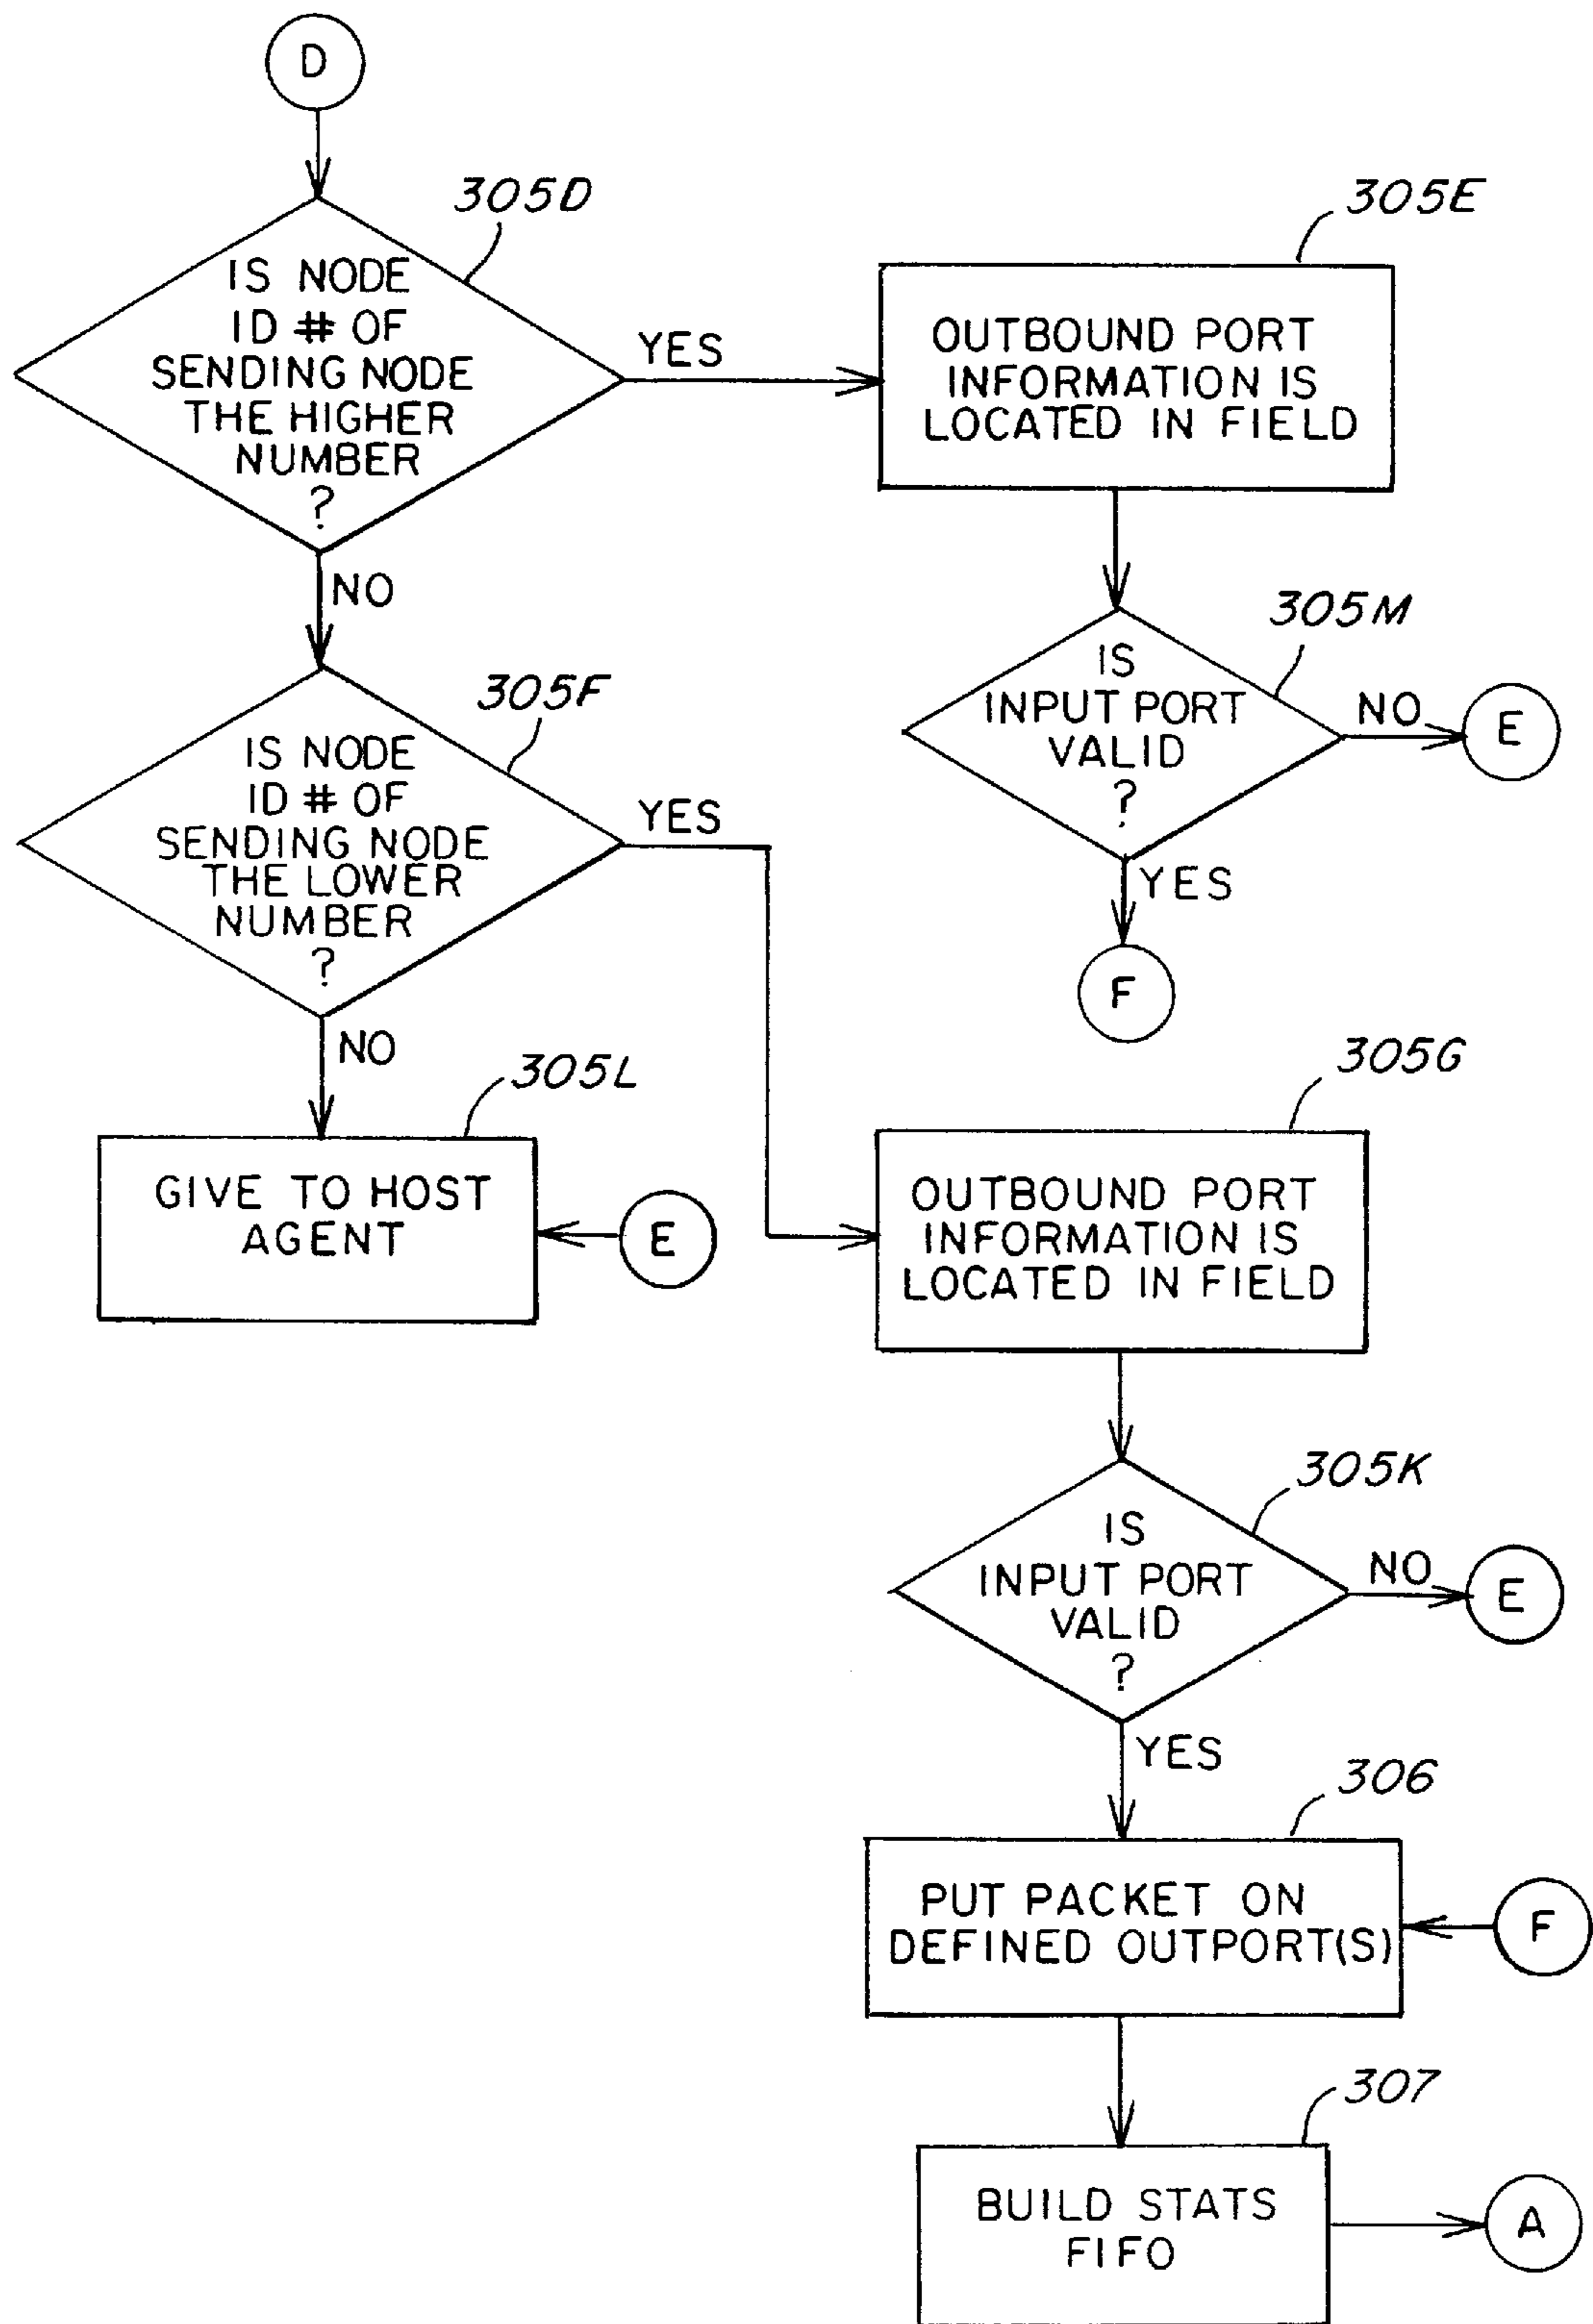 D
305D
IS NODE
ID # OF
SENDING NODE
THE HIGHER
NUMBER
?
YES
305E
OUTBOUND PORT
INFORMATION IS
LOCATED IN FIELD
NO
305M
IS
INPUT PORT
VALID
?
NO
E
YES
F
305F
IS NODE
ID # OF
SENDING NODE
THE LOWER
NUMBER
?
YES
NO
305L
GIVE TO HOST
AGENT
E
305G
OUTBOUND PORT
INFORMATION IS
LOCATED IN FIELD
305K
IS
INPUT PORT
VALID
?
NO
E
YES
306
PUT PACKET ON
DEFINED OUTPORT(S)
F
307
BUILD STATS
FIFO
A